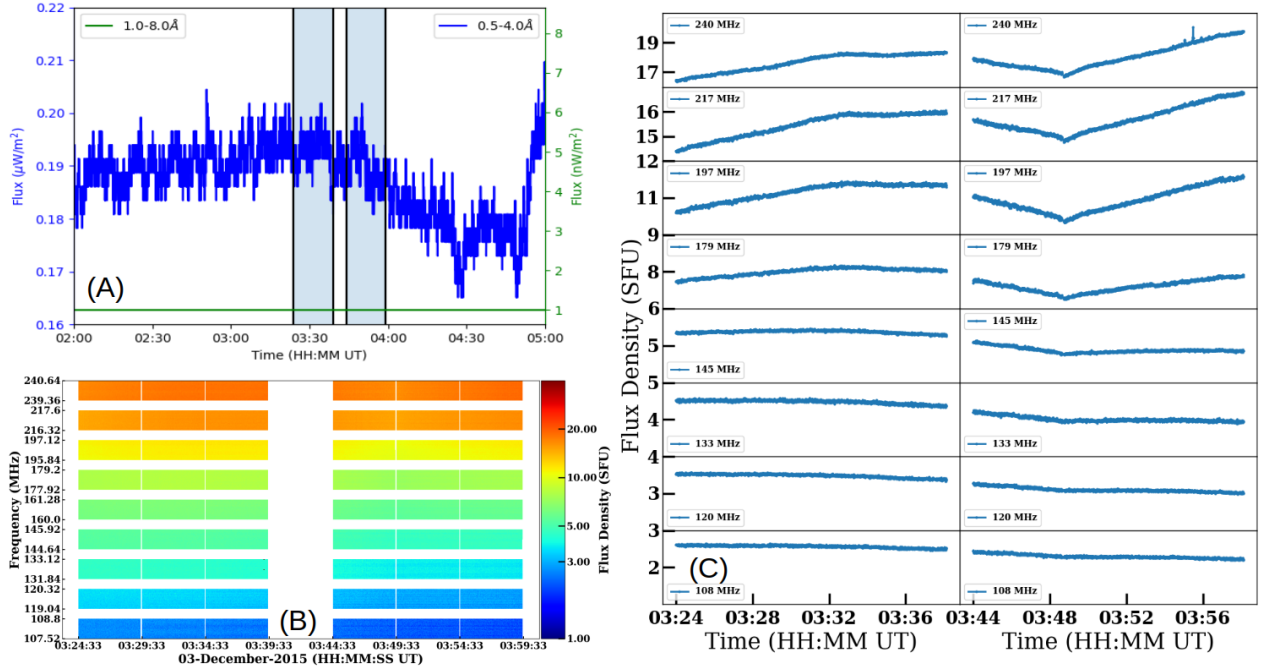 0.22
0.21
0.20
0.19
0.18
0.17
0.16
Flux (μW/m²)
1.0-8.0Å
0.5-4.0Å
8
7
6
5
4
3
2
1
Flux (nW/m²)
(A)
02:00 02:30 03:00 03:30 04:00 04:30 05:00
Time (HH:MM UT)
240.64
239.36
217.6
216.32
197.12
195.84
179.2
177.92
161.28
160.0
145.92
144.64
133.12
131.84
120.32
119.04
108.8
107.52
Frequency (MHz)
(B)
20.00
10.00
5.00
3.00
1.00
Flux Density (SFU)
03:24:33 03:29:33 03:34:33 03:39:33 03:44:33 03:49:33 03:54:33 03:59:33
03-December-2015 (HH:MM:SS UT)
Flux Density (SFU)
240 MHz 240 MHz
19
17
217 MHz 217 MHz
16
15
12
197 MHz 197 MHz
11
9
179 MHz 179 MHz
8
6
145 MHz
5
145 MHz
5
4
133 MHz 133 MHz
4
3
120 MHz 120 MHz
3
2
(C)
108 MHz 108 MHz
03:24 03:28 03:32 03:36 03:44 03:48 03:52 03:56
Time (HH:MM UT) Time (HH:MM UT)